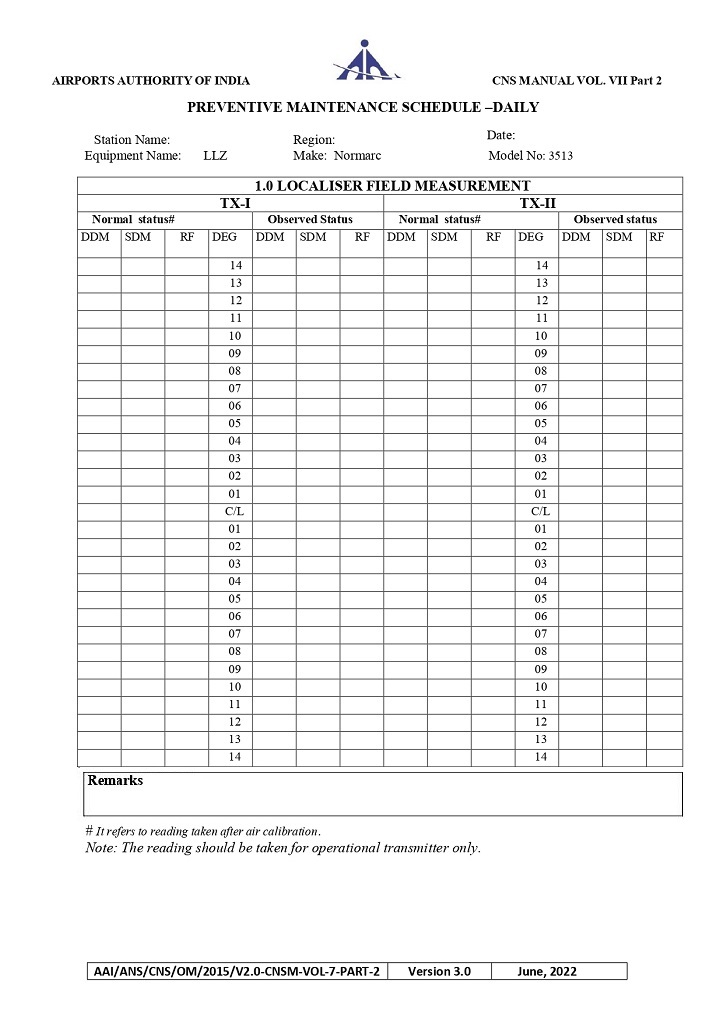 AIRPORTS AUTHORITY OF INDIA CNS MANUAL VOL. VII Part 2
PREVENTIVE MAINTENANCE SCHEDULE –DAILY
Station Name: Region: Date:
Equipment Name: LLZ Make: Normarc Model No: 3513
1.0 LOCALISER FIELD MEASUREMENT
TX-I TX-II
Normal status# Observed Status Normal status# Observed status
DDM SDM RF DEG DDM SDM RF DDM SDM RF DEG DDM SDM RF
14 14
13 13
12 12
11 11
10 10
09 09
08 08
07 07
06 06
05 05
04 04
03 03
02 02
01 01
C/L C/L
01 01
02 02
03 03
04 04
05 05
06 06
07 07
08 08
09 09
10 10
11 11
12 12
13 13
14 14
Remarks
# It refers to reading taken after air calibration.
Note: The reading should be taken for operational transmitter only.
AAI/ANS/CNS/OM/2015/V2.0-CNSM-VOL-7-PART-2 Version 3.0 June, 2022